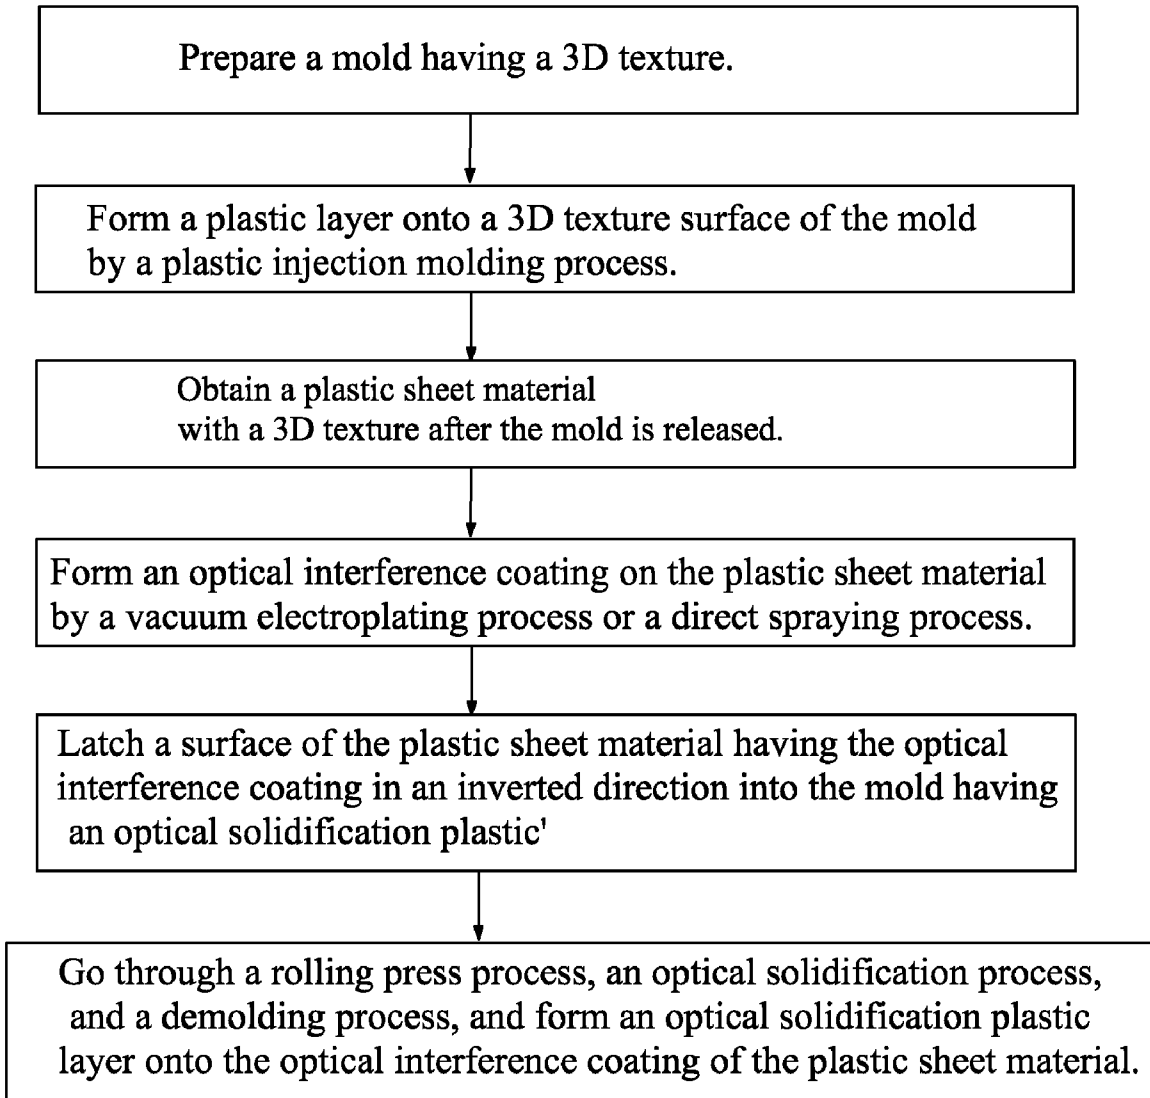 Prepare a mold having a 3D texture.
Form a plastic layer onto a 3D texture surface of the mold
by a plastic injection molding process.
Obtain a plastic sheet material
with a 3D texture after the mold is released.
Form an optical interference coating on the plastic sheet material
by a vacuum electroplating process or a direct spraying process.
Latch a surface of the plastic sheet material having the optical
interference coating in an inverted direction into the mold having
an optical solidification plastic'
Go through a rolling press process, an optical solidification process,
and a demolding process, and form an optical solidification plastic
layer onto the optical interference coating of the plastic sheet material.